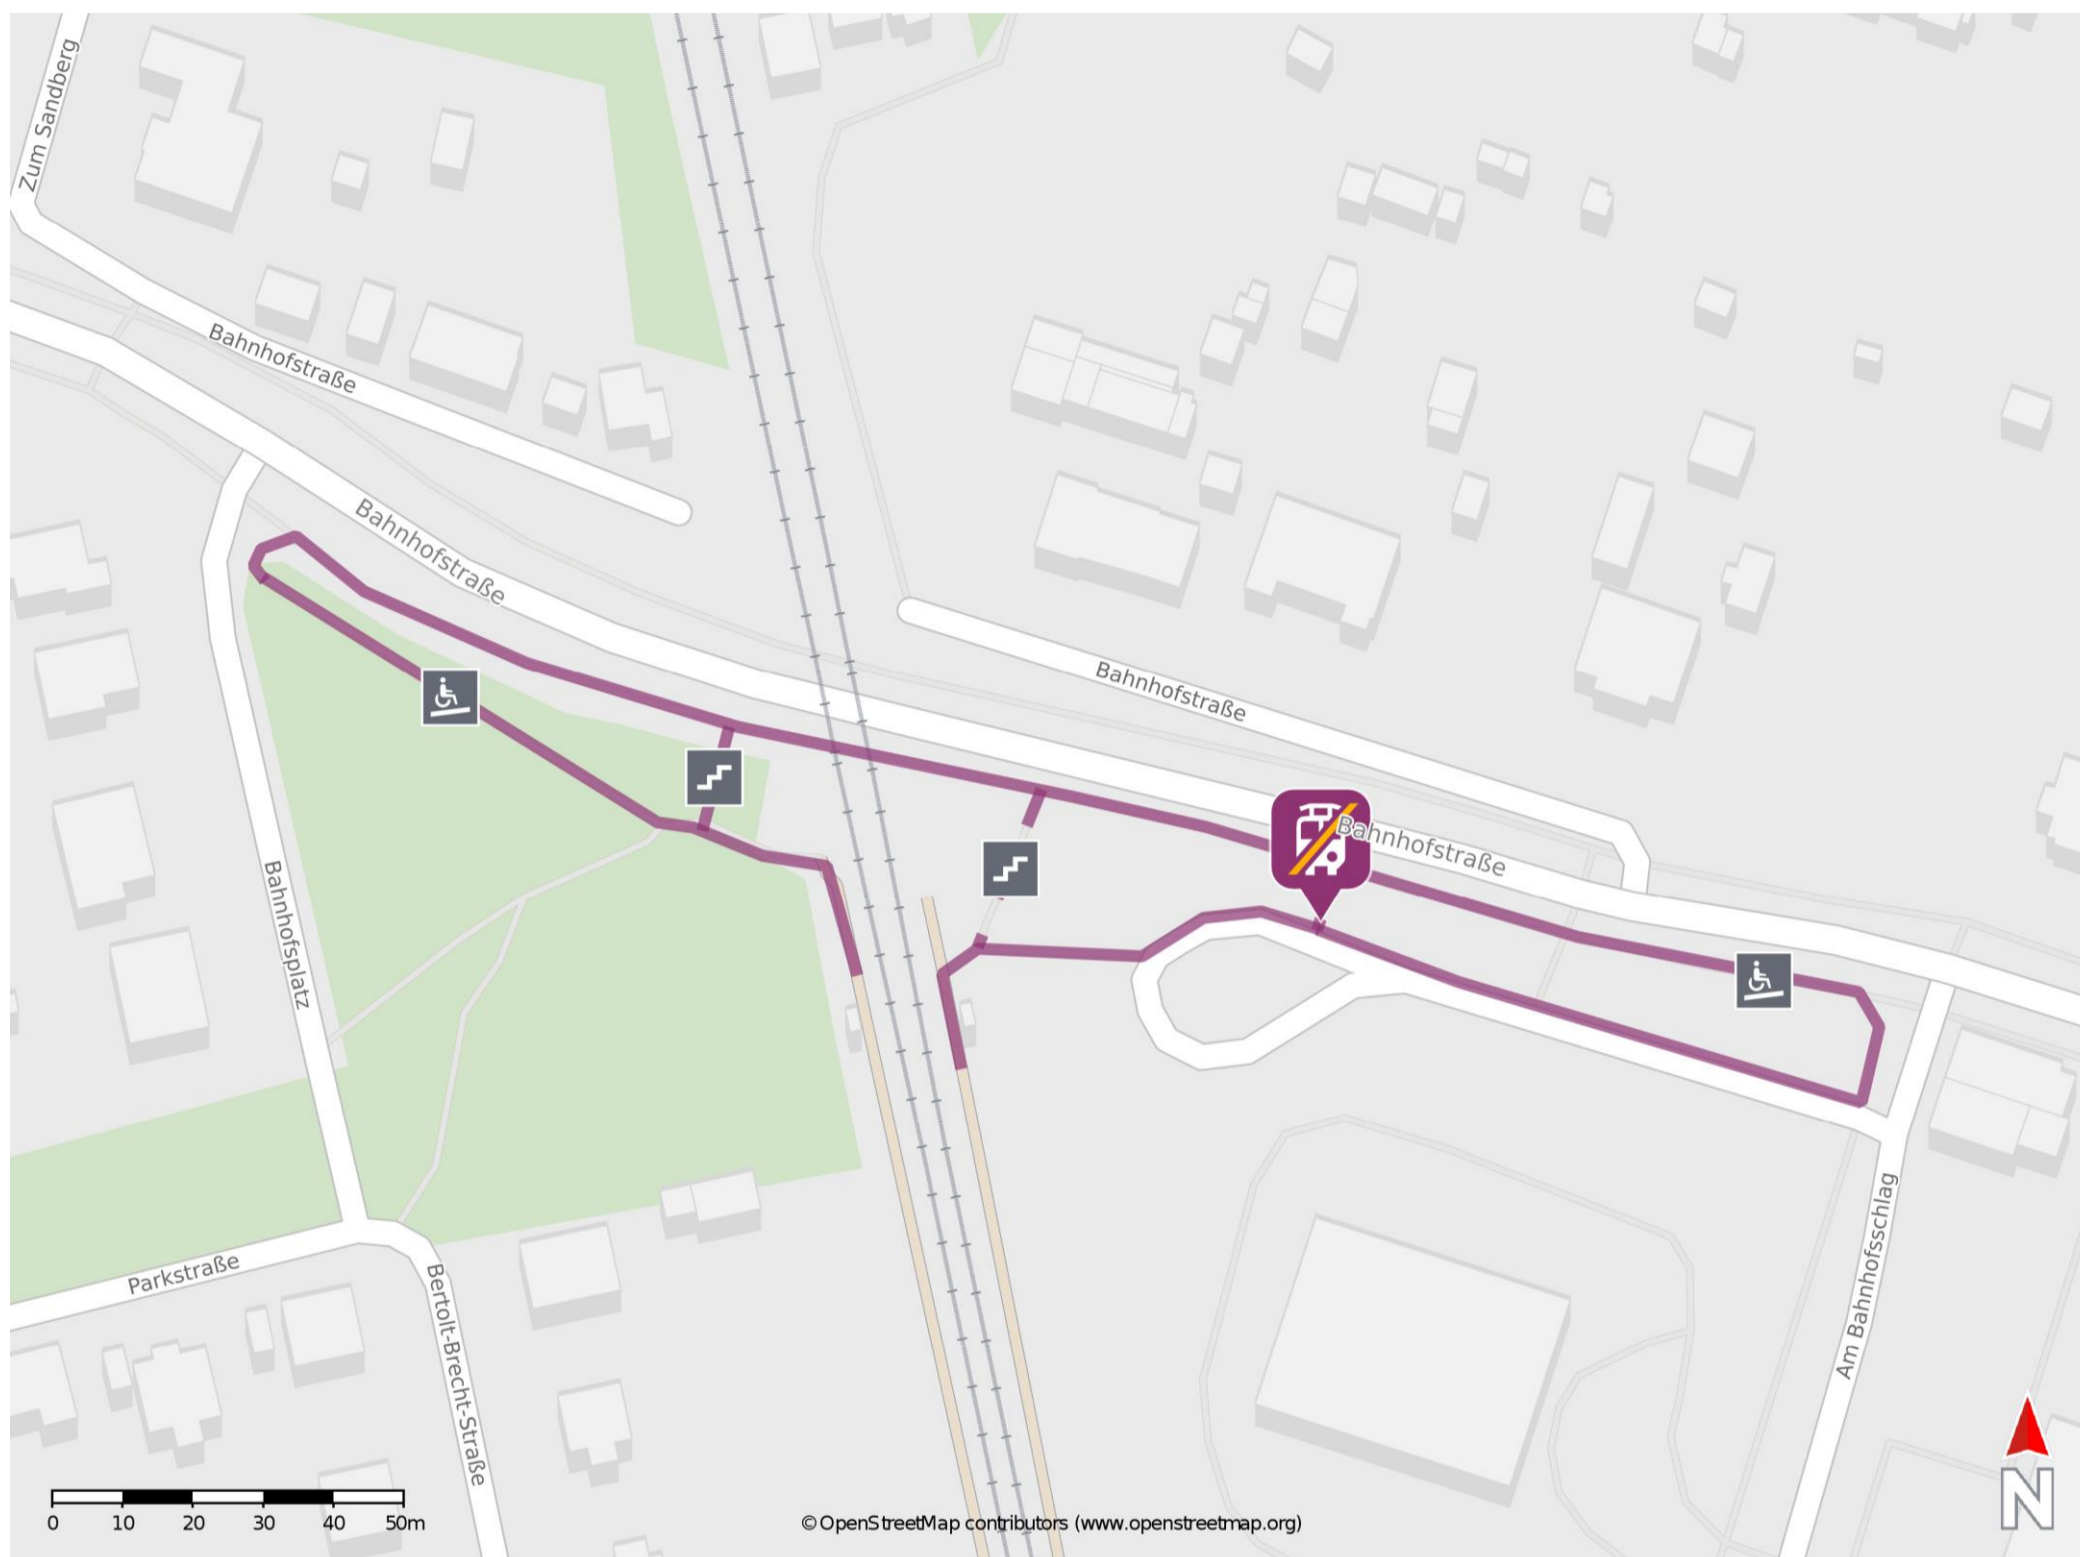 Zum Sandberg
Bahnhofstraße
Bahnhofstraße
Bahnhofstraße
Bahnhofstraße
Bahnhofsplatz
Am Bahnhofsschlag
Parkstraße
Bertolt-Brecht-Straße
N
0 10 20 30 40 50m
© OpenStreetMap contributors (www.openstreetmap.org)